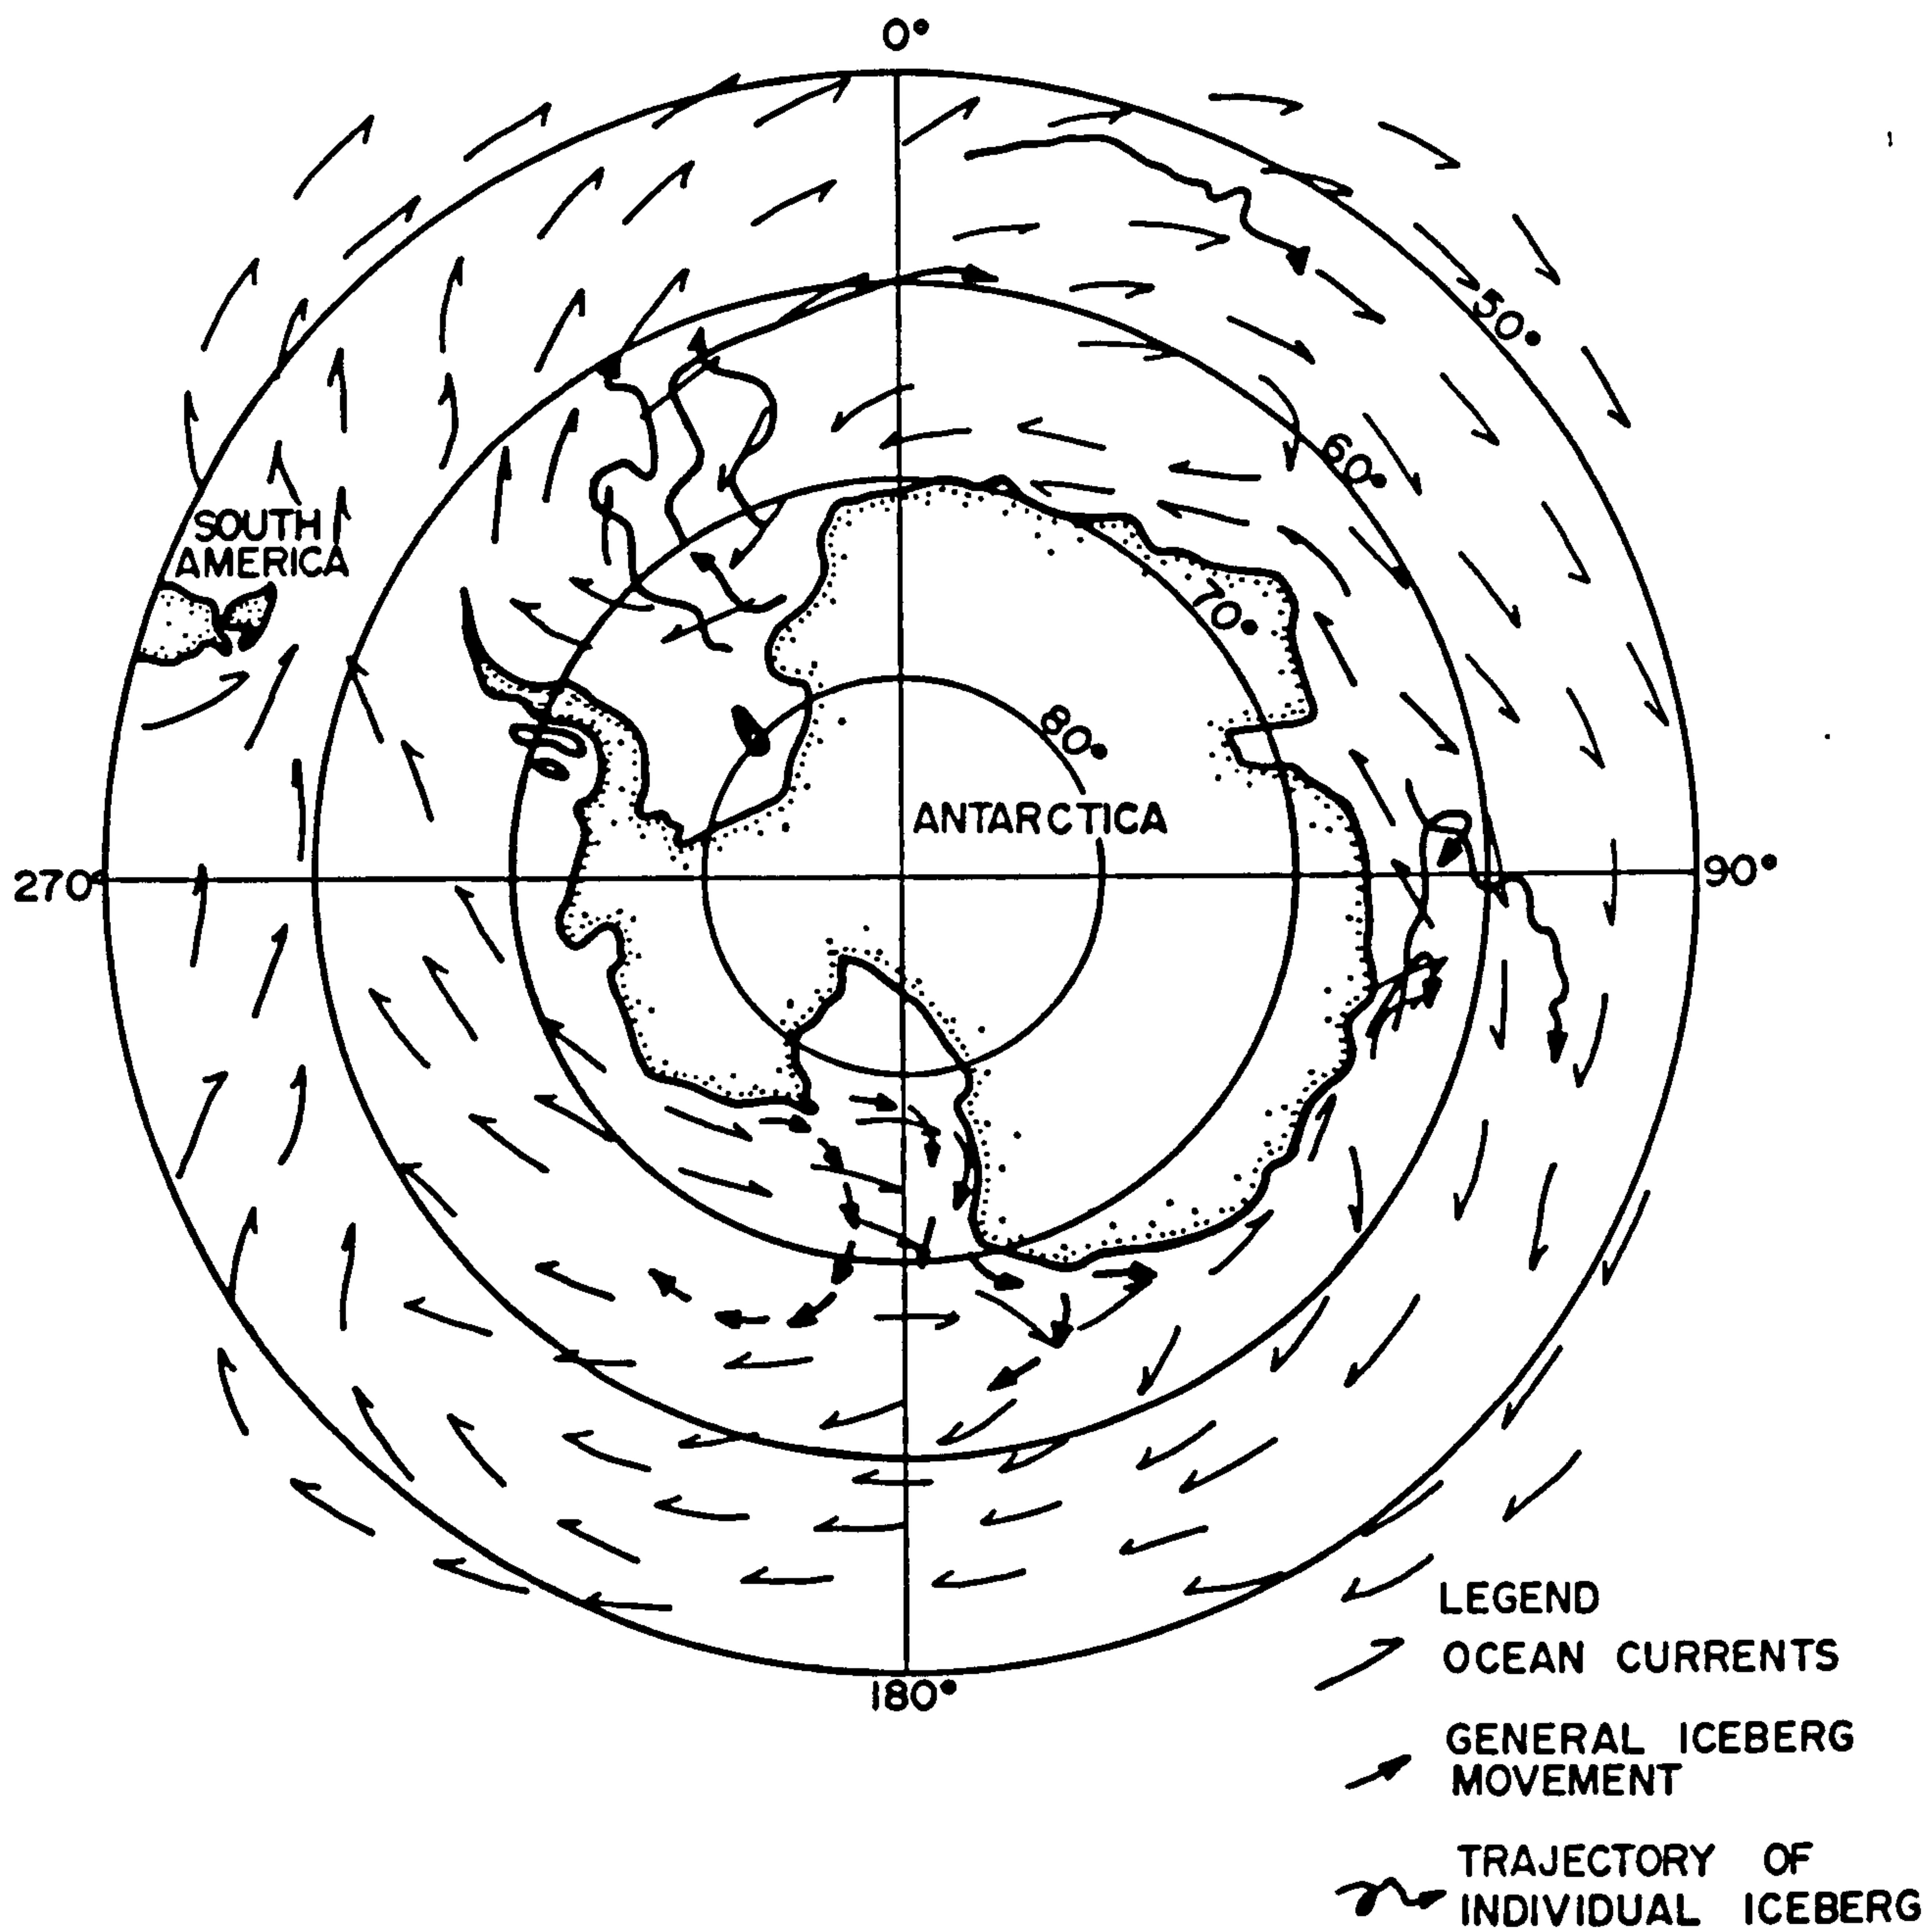 0°
50°
60°
SOUTH
AMERICA
70°
80°
ANTARCTICA
270°
90°
180°
LEGEND
OCEAN CURRENTS
GENERAL ICEBERG
MOVEMENT
TRAJECTORY OF
INDIVIDUAL ICEBERG